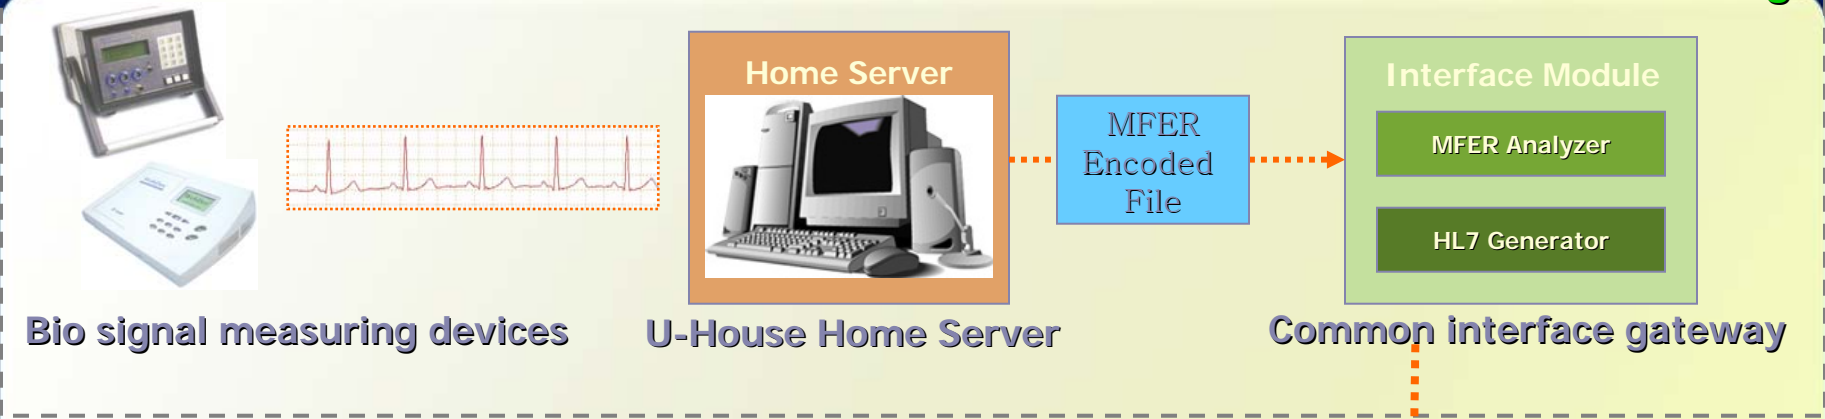 Home Server
MFER
Encoded
File
Interface Module
MFER Analyzer
HL7 Generator
Bio signal measuring devices
U-House Home Server
Common interface gateway